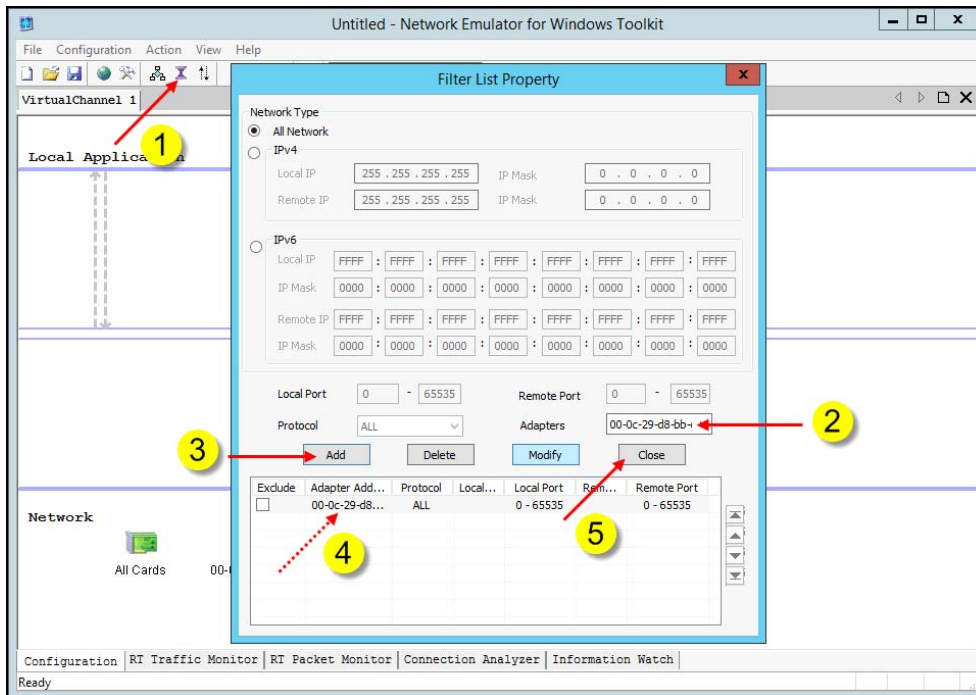 Untitled - Network Emulator for Windows Toolkit
File Configuration Action View Help
VirtualChannel 1
Filter List Property
Network Type
All Network
IPv4
Local IP 255 . 255 . 255 . 255 IP Mask 0 . 0 . 0 . 0
Remote IP 255 . 255 . 255 . 255 IP Mask 0 . 0 . 0 . 0
IPv6
Local IP FFFF : FFFF : FFFF : FFFF : FFFF : FFFF : FFFF : FFFF
IP Mask 0000 : 0000 : 0000 : 0000 : 0000 : 0000 : 0000 : 0000
Remote IP FFFF : FFFF : FFFF : FFFF : FFFF : FFFF : FFFF : FFFF
IP Mask 0000 : 0000 : 0000 : 0000 : 0000 : 0000 : 0000 : 0000
Local Port 0 - 65535 Remote Port 0 - 65535
Protocol ALL Adapters 00-0c-29-d8-bb-
Add Delete Modify Close
Exclude Adapter Add... Protocol Local... Local Port Rem... Remote Port
00-0c-29-d8... ALL 0 - 65535 0 - 65535
1
2
3
4
5
Local Application
Network
All Cards 00-
Configuration RT Traffic Monitor RT Packet Monitor Connection Analyzer Information Watch
Ready